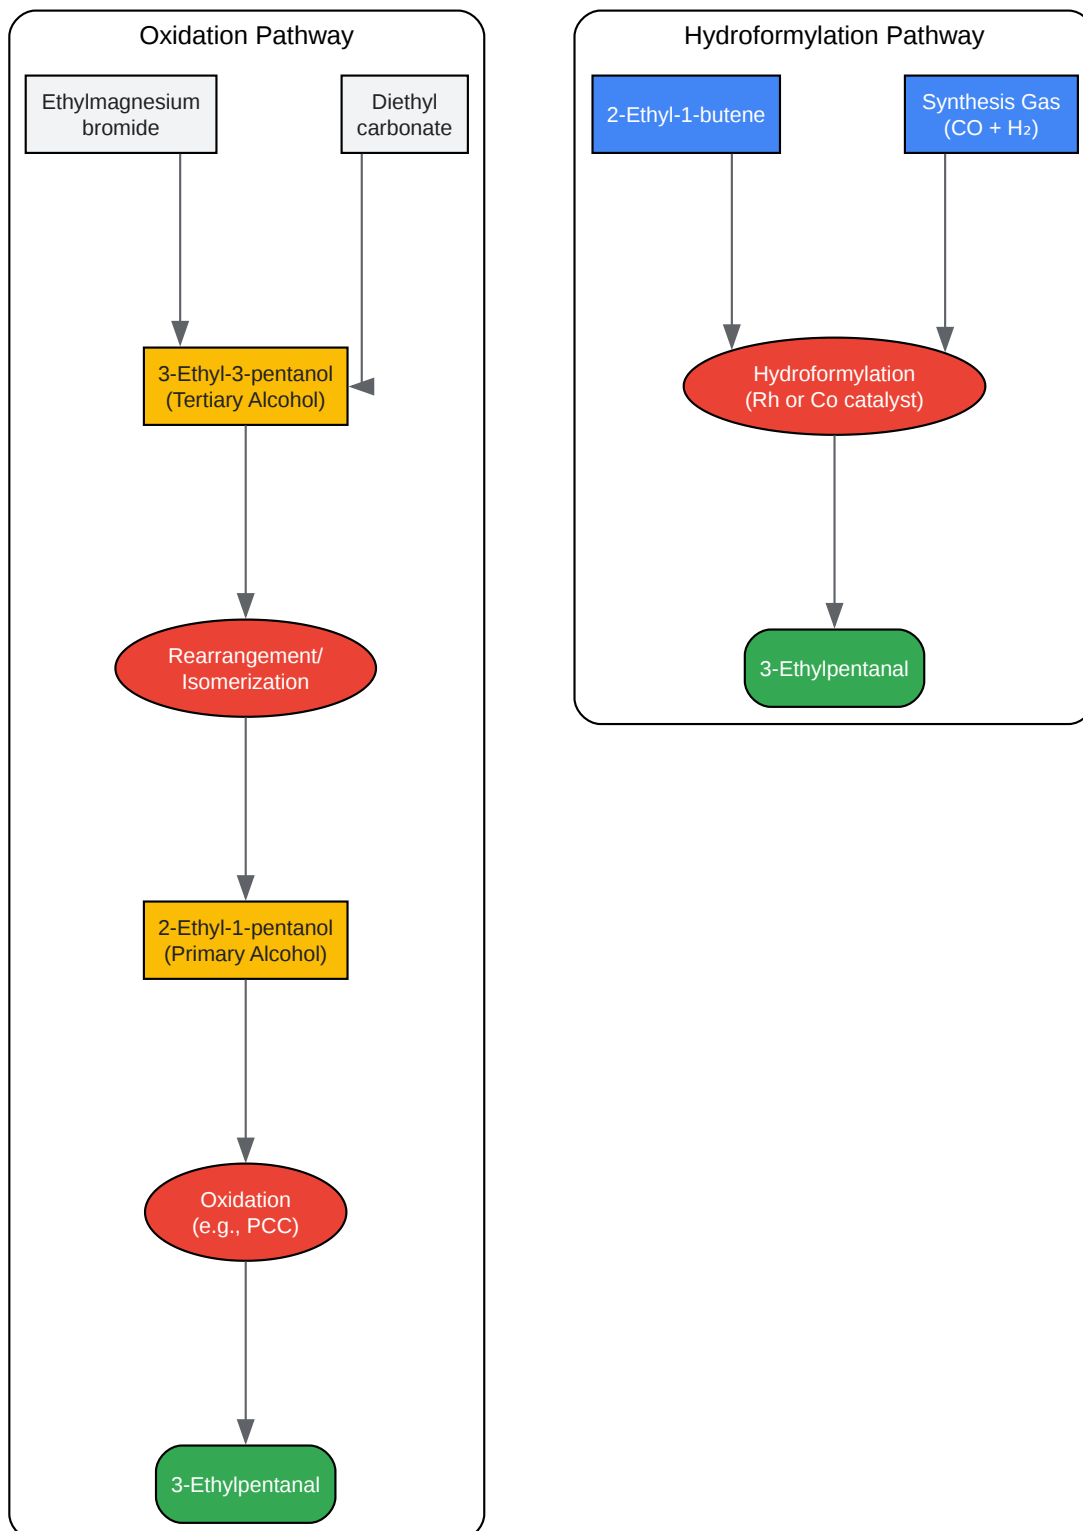 Oxidation Pathway
Ethylmagnesium
bromide
Diethyl
carbonate
3-Ethyl-3-pentanol
(Tertiary Alcohol)
Rearrangement/
Isomerization
2-Ethyl-1-pentanol
(Primary Alcohol)
Oxidation
(e.g., PCC)
3-Ethylpentanal
Hydroformylation Pathway
2-Ethyl-1-butene
Synthesis Gas
(CO + H₂)
Hydroformylation
(Rh or Co catalyst)
3-Ethylpentanal